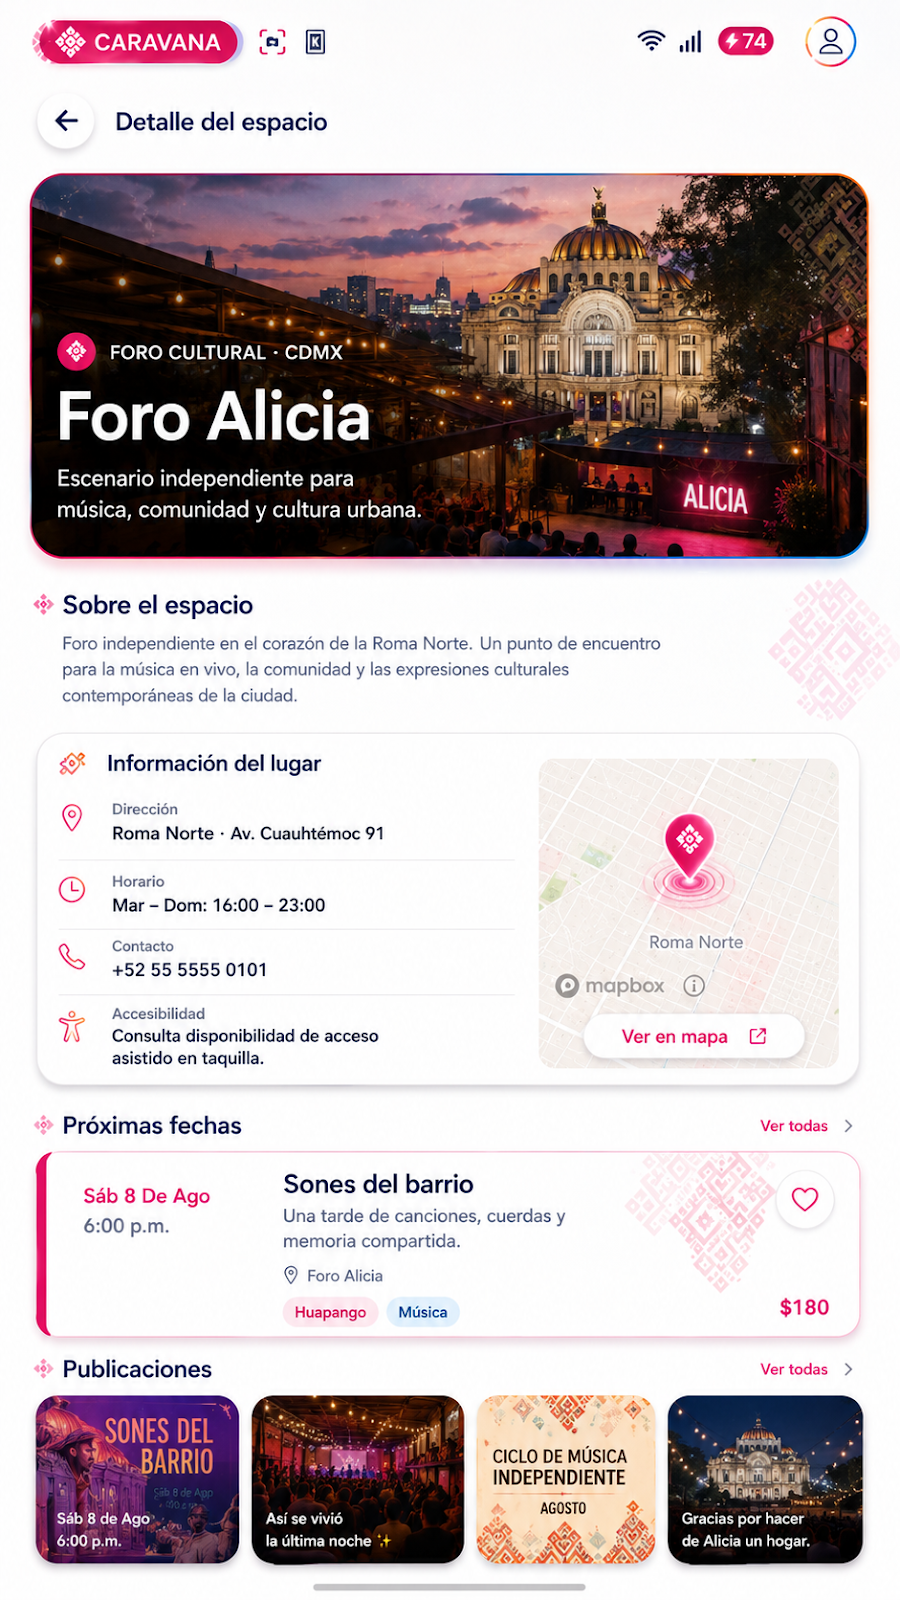 CARAVANA
74
Detalle del espacio
FORO CULTURAL · CDMX
Foro Alicia
Escenario independiente para
música, comunidad y cultura urbana.
ALICIA
Sobre el espacio
Foro independiente en el corazón de la Roma Norte. Un punto de encuentro
para la música en vivo, la comunidad y las expresiones culturales
contemporáneas de la ciudad.
Información del lugar
Dirección
Roma Norte · Av. Cuauhtémoc 91
Horario
Mar – Dom: 16:00 – 23:00
Contacto
+52 55 5555 0101
Accesibilidad
Consulta disponibilidad de acceso
asistido en taquilla.
Roma Norte
mapbox
Ver en mapa
Próximas fechas
Ver todas
Sáb 8 De Ago
6:00 p.m.
Sones del barrio
Una tarde de canciones, cuerdas y
memoria compartida.
Foro Alicia
Huapango
Música
$180
Publicaciones
Ver todas
SONES DEL
BARRIO
Sáb 8 de Ago
Sáb 8 de Ago
6:00 p.m.
Así se vivió
la última noche ✨
CICLO DE MÚSICA
INDEPENDIENTE
AGOSTO
Gracias por hacer
de Alicia un hogar.